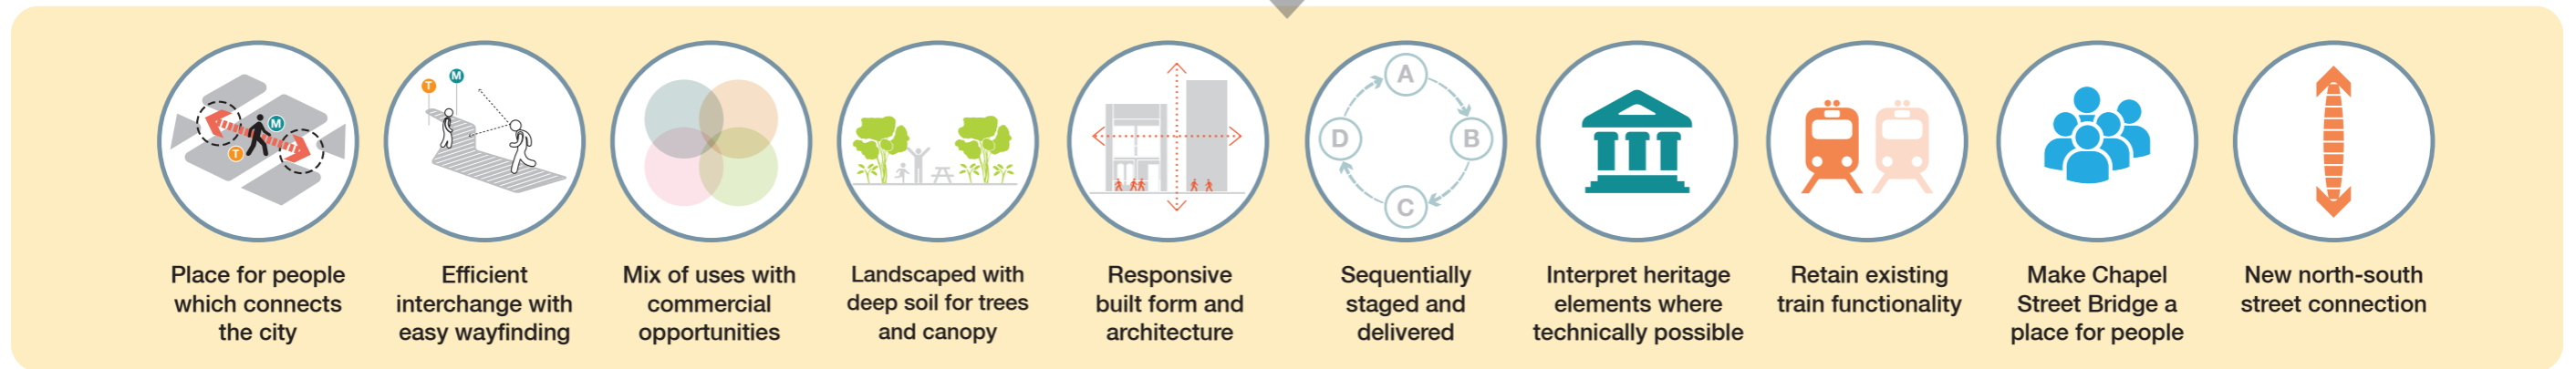 M
T
Place for people
which connects
the city
T
M
Efficient
interchange with
easy wayfinding
Mix of uses with
commercial
opportunities
Landscaped with
deep soil for trees
and canopy
Responsive
built form and
architecture
A
B
C
D
Sequentially
staged and
delivered
Interpret heritage
elements where
technically possible
Retain existing
train functionality
Make Chapel
Street Bridge a
place for people
New north-south
street connection